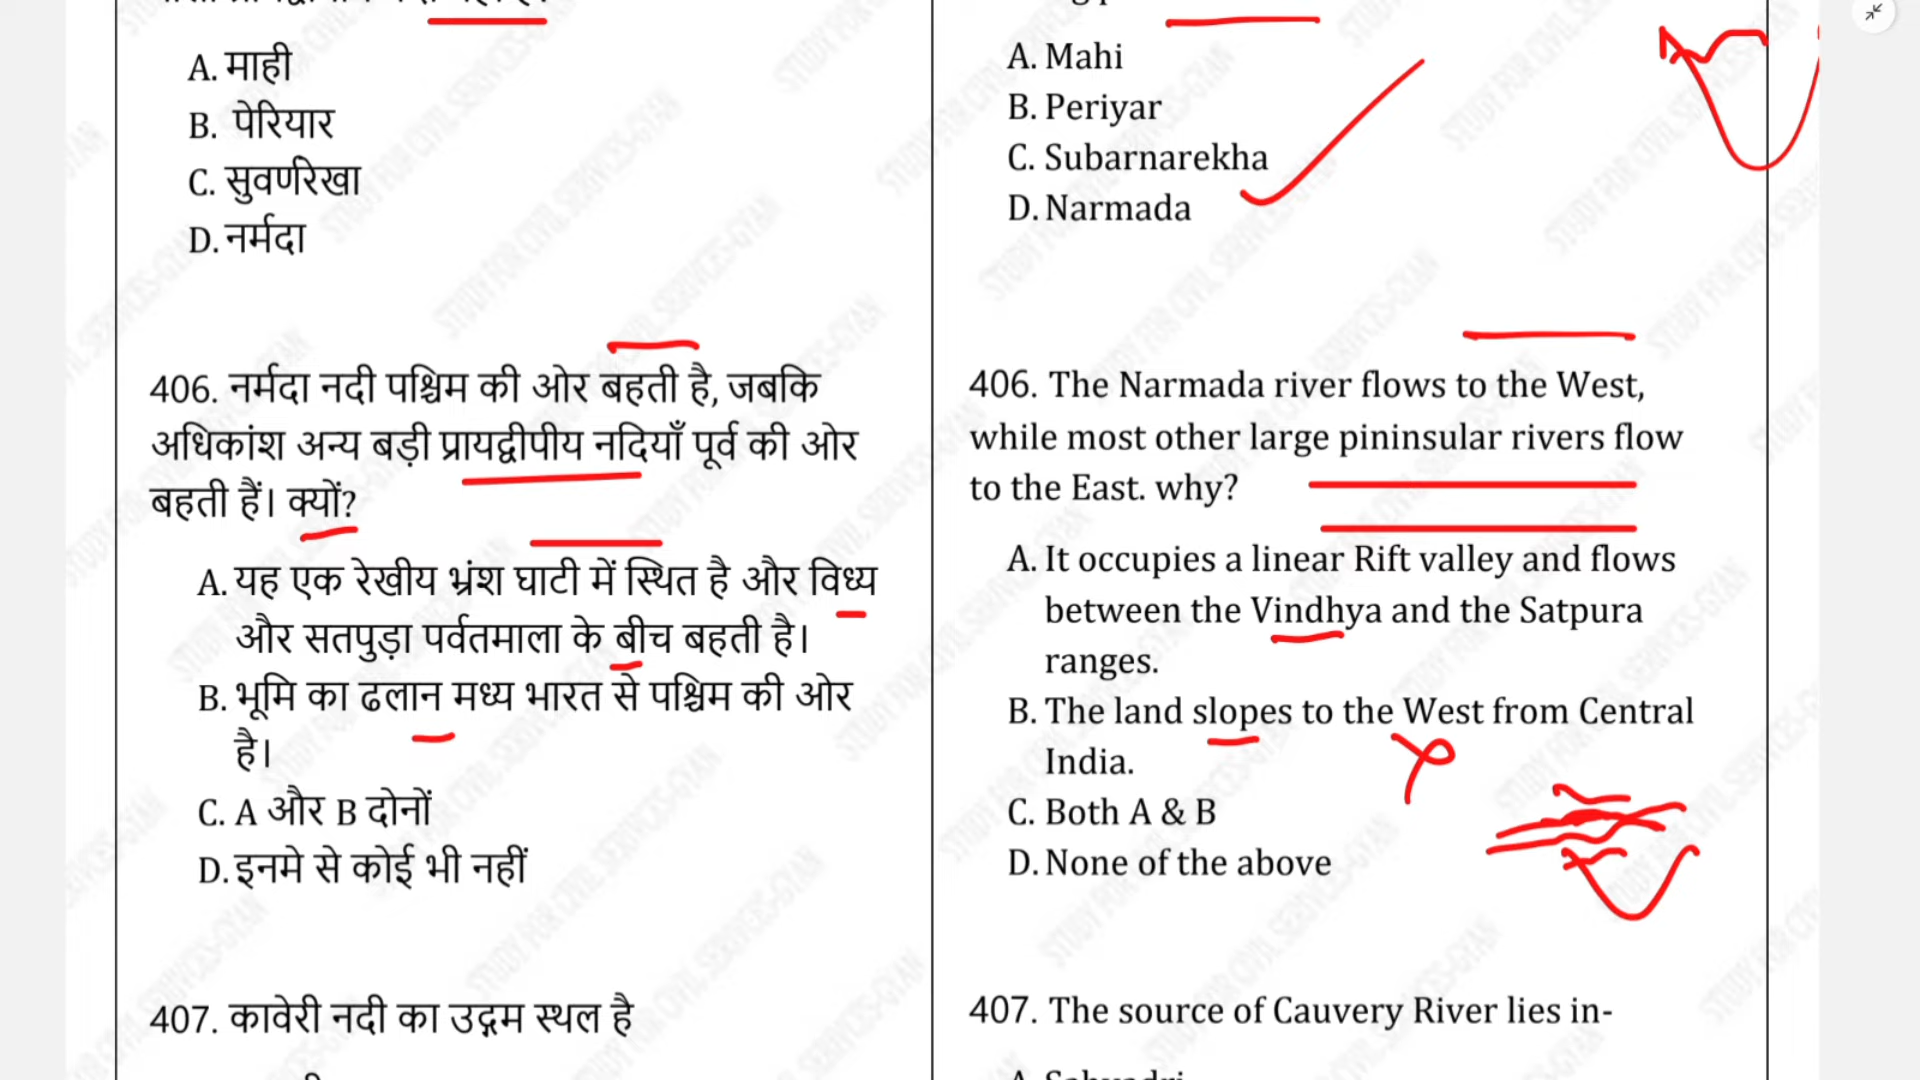 A. माही
B. पेरियार
C. सुवर्णरेखा
D. नर्मदा
406. नर्मदा नदी पश्चिम की ओर बहती है, जबकि
अधिकांश अन्य बड़ी प्रायद्वीपीय नदियाँ पूर्व की ओर
बहती हैं। क्यों?
A. यह एक रेखीय भ्रंश घाटी में स्थित है और विध्य
और सतपुड़ा पर्वतमाला के बीच बहती है।
B. भूमि का ढलान मध्य भारत से पश्चिम की ओर
है।
C. A और B दोनों
D. इनमे से कोई भी नहीं
407. कावेरी नदी का उद्गम स्थल है
A. Mahi
B. Periyar
C. Subarnarekha
D. Narmada
406. The Narmada river flows to the West,
while most other large pininsular rivers flow
to the East. why?
A. It occupies a linear Rift valley and flows
between the Vindhya and the Satpura
ranges.
B. The land slopes to the West from Central
India.
C. Both A & B
D. None of the above
407. The source of Cauvery River lies in-
STUDY FOR CIVIL SERVICES-GYAN